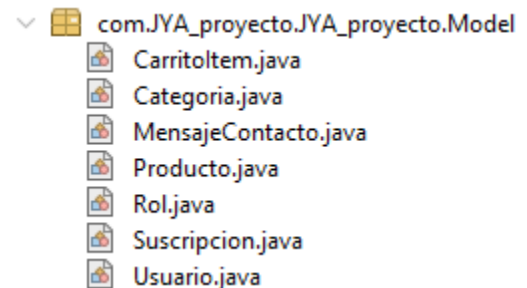 com.JYA_proyecto.JYA_proyecto.Model
CarritoItem.java
Categoria.java
MensajeContacto.java
Producto.java
Rol.java
Suscripcion.java
Usuario.java